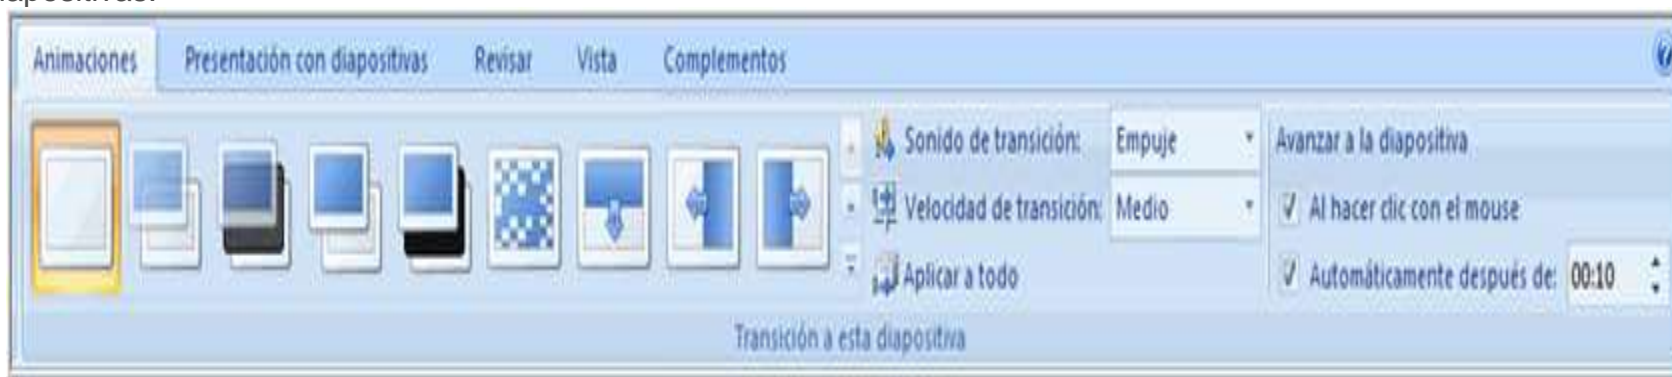 Animaciones Presentación con diapositivas Revisar Vista Complementos
Sonido de transición: Empuje
Velocidad de transición: Medio
Aplicar a todo
Avanzar a la diapositiva
Al hacer clic con el mouse
Automáticamente después de: 00:10
Transición a esta diapositiva